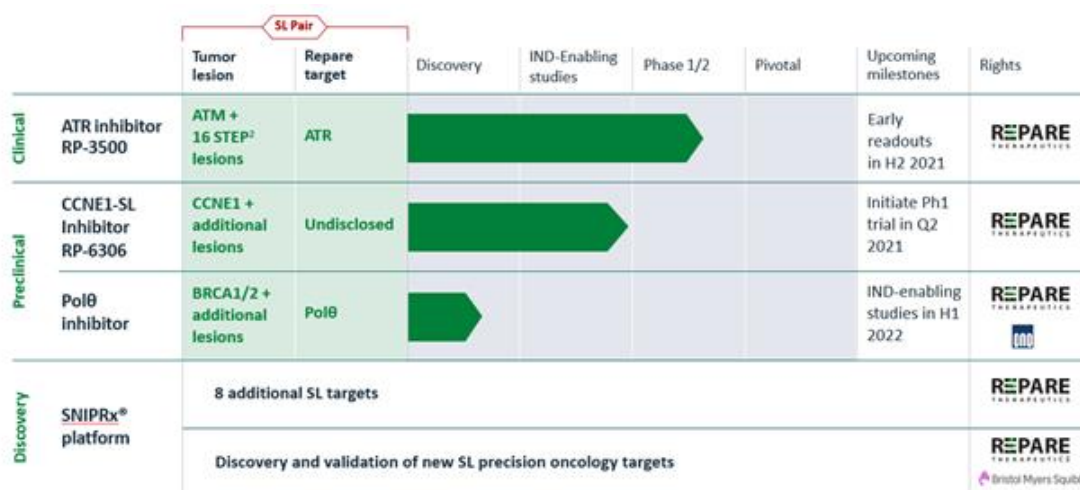 SL Pair
Tumor
lesion
Repare
target
Discovery
IND-Enabling
studies
Phase 1/2
Pivotal
Upcoming
milestones
Rights
Clinical
ATR inhibitor
RP-3500
ATM +
16 STEP²
lesions
ATR
Early
readouts
in H2 2021
REPARE
THERAPEUTICS
Preclinical
CCNE1-SL
Inhibitor
RP-6306
CCNE1 +
additional
lesions
Undisclosed
Initiate Ph1
trial in Q2
2021
REPARE
THERAPEUTICS
Polθ
inhibitor
BRCA1/2 +
additional
lesions
Polθ
IND-enabling
studies in H1
2022
REPARE
THERAPEUTICS
Discovery
SNIPRx®
platform
8 additional SL targets
REPARE
THERAPEUTICS
Discovery and validation of new SL precision oncology targets
REPARE
THERAPEUTICS
Bristol Myers Squib